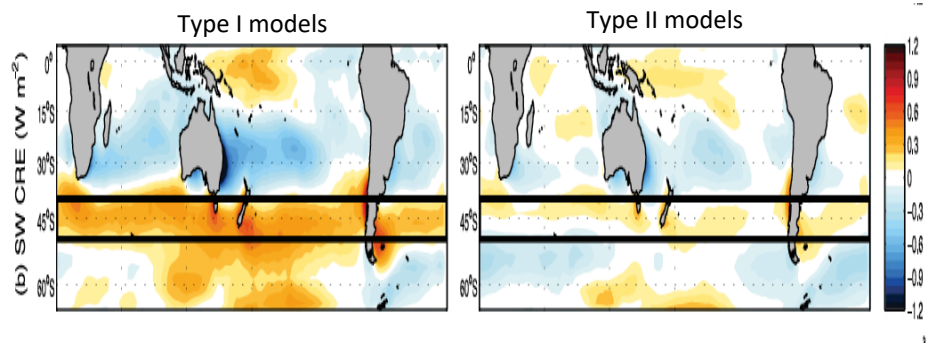 Type I models
Type II models
(b) SW CRE (W m⁻²)
0°
15°S
30°S
45°S
60°S
0°
15°S
30°S
45°S
60°S
1.2
0.9
0.6
0.3
0
−0.3
−0.6
−0.9
−1.2